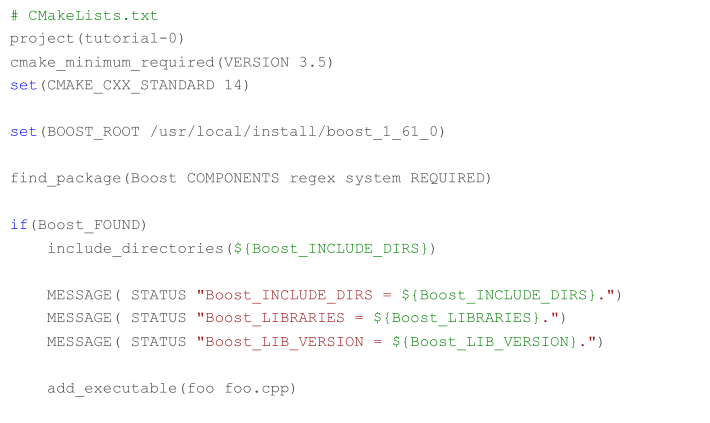 # CMakeLists.txt
project(tutorial-0)
cmake_minimum_required(VERSION 3.5)
set(CMAKE_CXX_STANDARD 14)
set(BOOST_ROOT /usr/local/install/boost_1_61_0)
find_package(Boost COMPONENTS regex system REQUIRED)
if(Boost_FOUND)
    include_directories(${Boost_INCLUDE_DIRS})
    MESSAGE( STATUS "Boost_INCLUDE_DIRS = ${Boost_INCLUDE_DIRS}.")
    MESSAGE( STATUS "Boost_LIBRARIES = ${Boost_LIBRARIES}.")
    MESSAGE( STATUS "Boost_LIB_VERSION = ${Boost_LIB_VERSION}.")
    add_executable(foo foo.cpp)